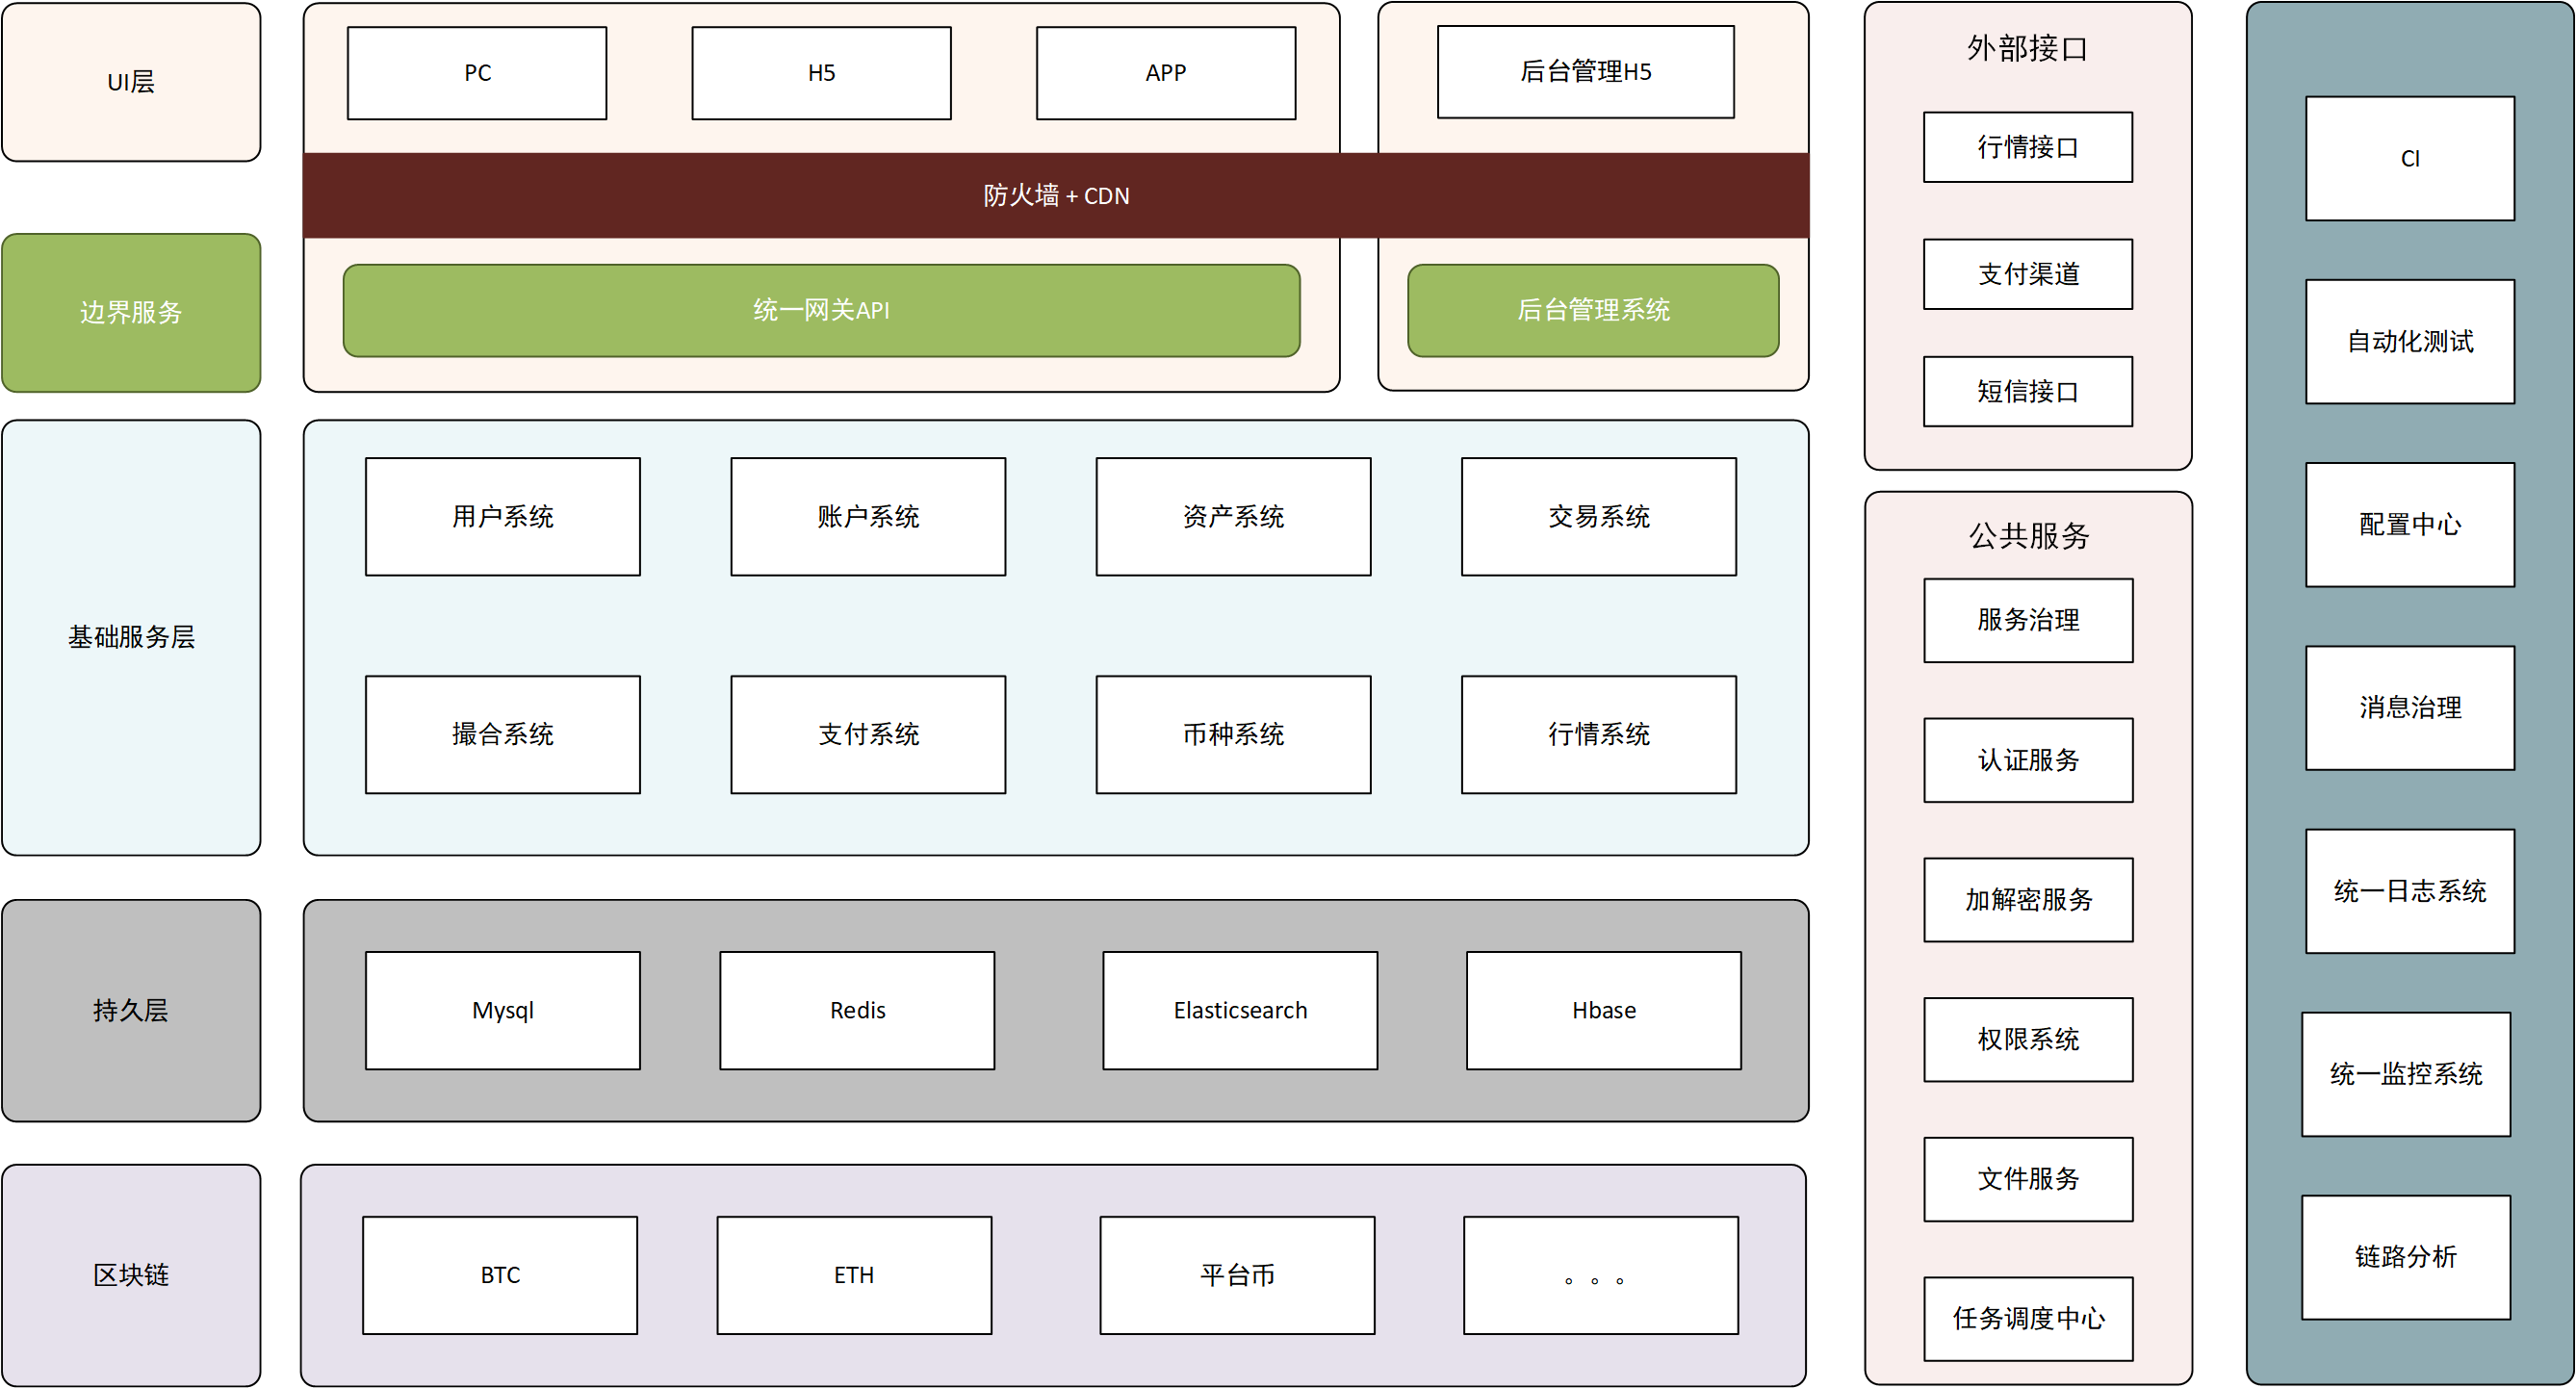 UI层
PC
H5
APP
后台管理H5
防火墙 + CDN
边界服务
统一网关API
后台管理系统
基础服务层
用户系统
账户系统
资产系统
交易系统
撮合系统
支付系统
币种系统
行情系统
持久层
Mysql
Redis
Elasticsearch
Hbase
区块链
BTC
ETH
平台币
。。。
外部接口
行情接口
支付渠道
短信接口
公共服务
服务治理
认证服务
加解密服务
权限系统
文件服务
任务调度中心
CI
自动化测试
配置中心
消息治理
统一日志系统
统一监控系统
链路分析